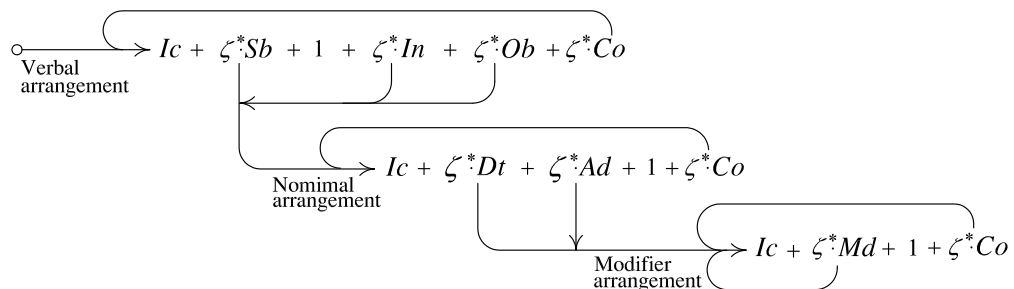 Ic + ζ*Sb + 1 + ζ*In + ζ*Ob + ζ*Co
Verbal
arrangement
Ic + ζ*Dt + ζ*Ad + 1 + ζ*Co
Nomimal
arrangement
Ic + ζ*Md + 1 + ζ*Co
Modifier
arrangement